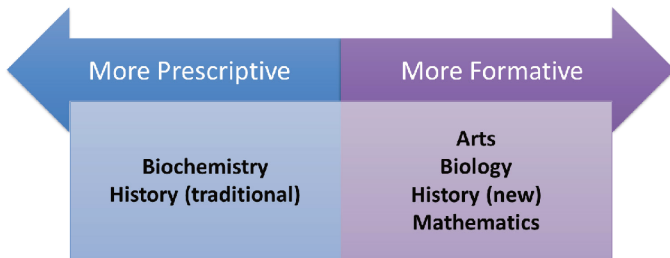 More Prescriptive
More Formative
Biochemistry
History (traditional)
Arts
Biology
History (new)
Mathematics